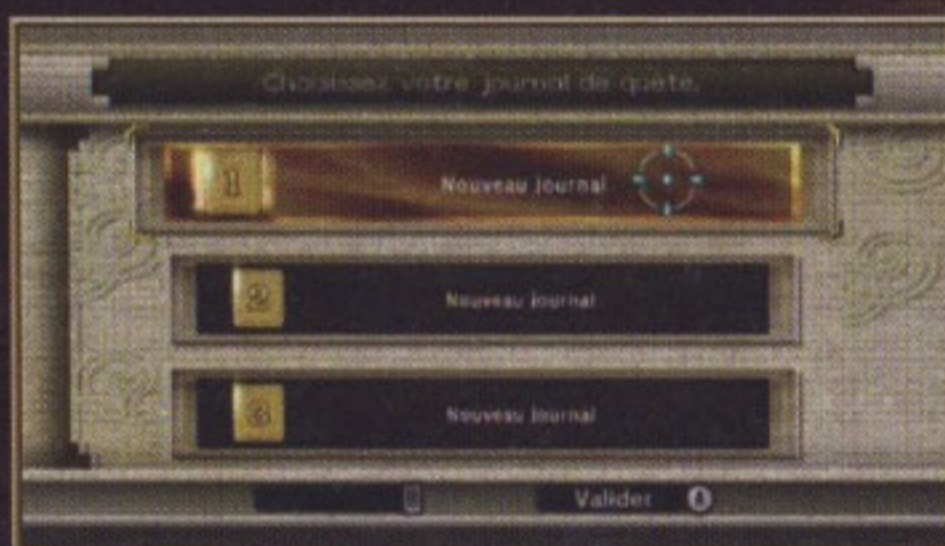 Choisissez votre journal de quête.
1
Nouveau journal
2
Nouveau journal
3
Nouveau journal
Valider A